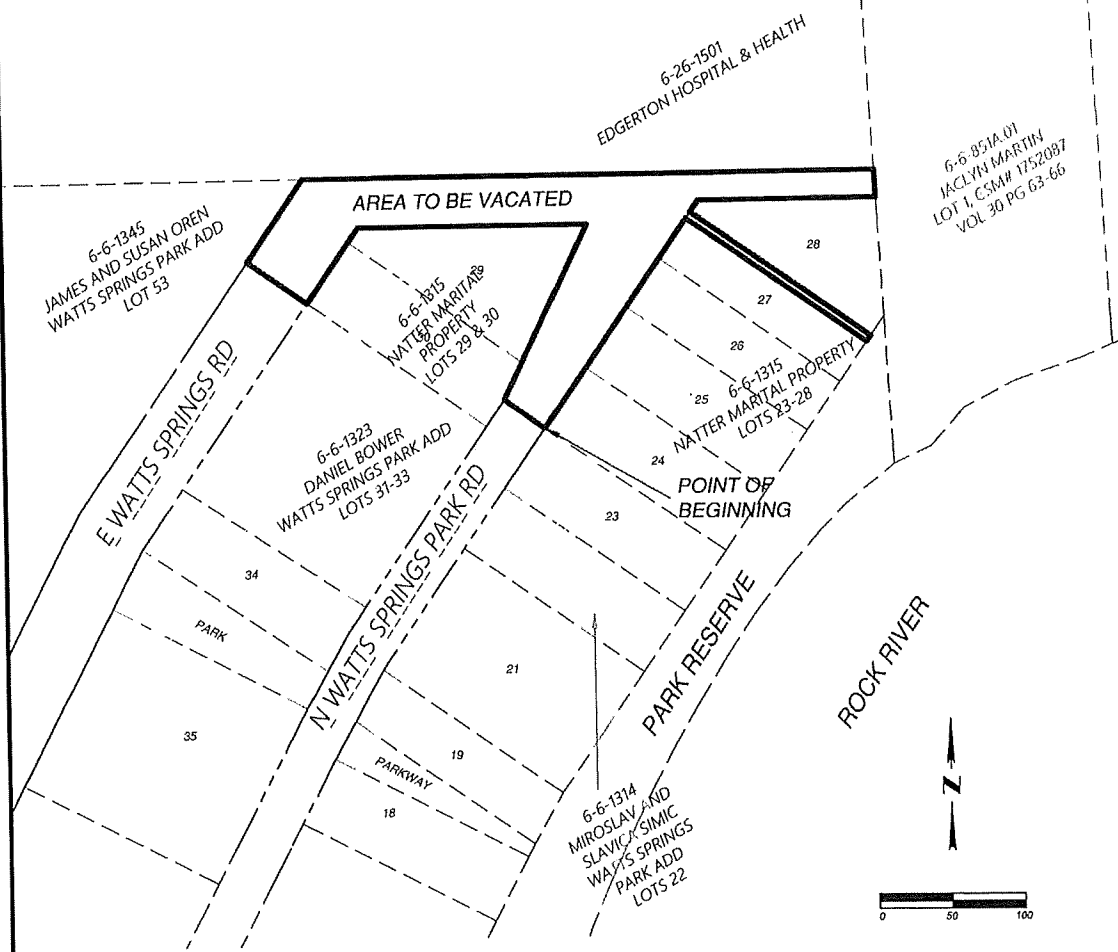 6-26-1501
EDGERTON HOSPITAL & HEALTH
6-6-851A.01
JACLYN MARTIN
LOT 1, CSM# 1752087
VOL 30 PG 63-66
AREA TO BE VACATED
6-6-1345
JAMES AND SUSAN OREN
WATTS SPRINGS PARK ADD
LOT 53
28
29
6-6-1315
NATTER MARITAL
PROPERTY
LOTS 29 & 30
27
26
25
6-6-1315
NATTER MARITAL PROPERTY
LOTS 23-28
24
POINT OF
BEGINNING
23
E WATTS SPRINGS RD
6-6-1323
DANIEL BOWER
WATTS SPRINGS PARK ADD
LOTS 31-33
N WATTS SPRINGS PARK RD
34
PARK
35
21
19
PARKWAY
18
PARK RESERVE
ROCK RIVER
6-6-1314
MIROSLAV AND
SLAVICA SIMIC
WATTS SPRINGS
PARK ADD
LOTS 22
N
0 50 100